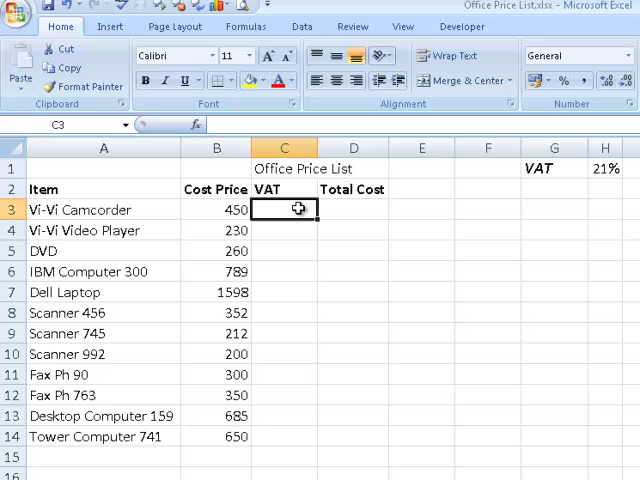 Office Price List.xlsx - Microsoft Excel
Home Insert Page Layout Formulas Data Review View Developer
Cut
Copy
Format Painter
Paste
Calibri 11 A A
B I U A
Wrap Text
Merge & Center
General
% ,
Clipboard Font Alignment Number
C3 fx
A B C D E F G H
1 Office Price List VAT 21%
2 Item Cost Price VAT Total Cost
3 Vi-Vi Camcorder 450
4 Vi-Vi Video Player 230
5 DVD 260
6 IBM Computer 300 789
7 Dell Laptop 1598
8 Scanner 456 352
9 Scanner 745 212
10 Scanner 992 200
11 Fax Ph 90 300
12 Fax Ph 763 350
13 Desktop Computer 159 685
14 Tower Computer 741 650
15
16